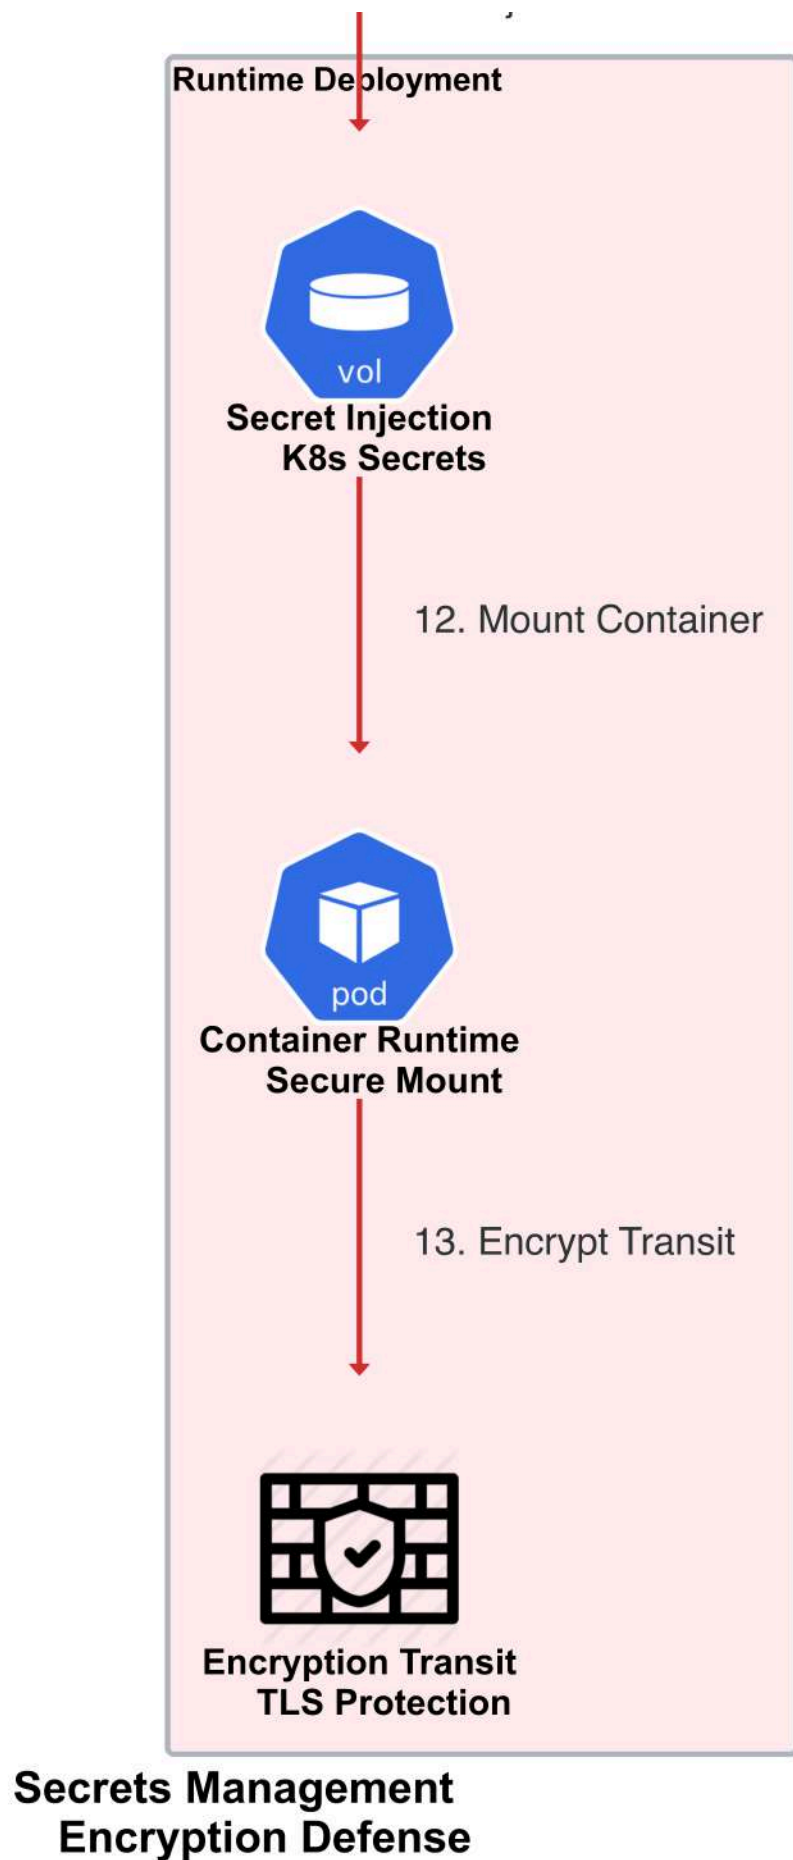 Runtime Deployment
vol
Secret Injection
K8s Secrets
12. Mount Container
pod
Container Runtime
Secure Mount
13. Encrypt Transit
Encryption Transit
TLS Protection
Secrets Management
Encryption Defense